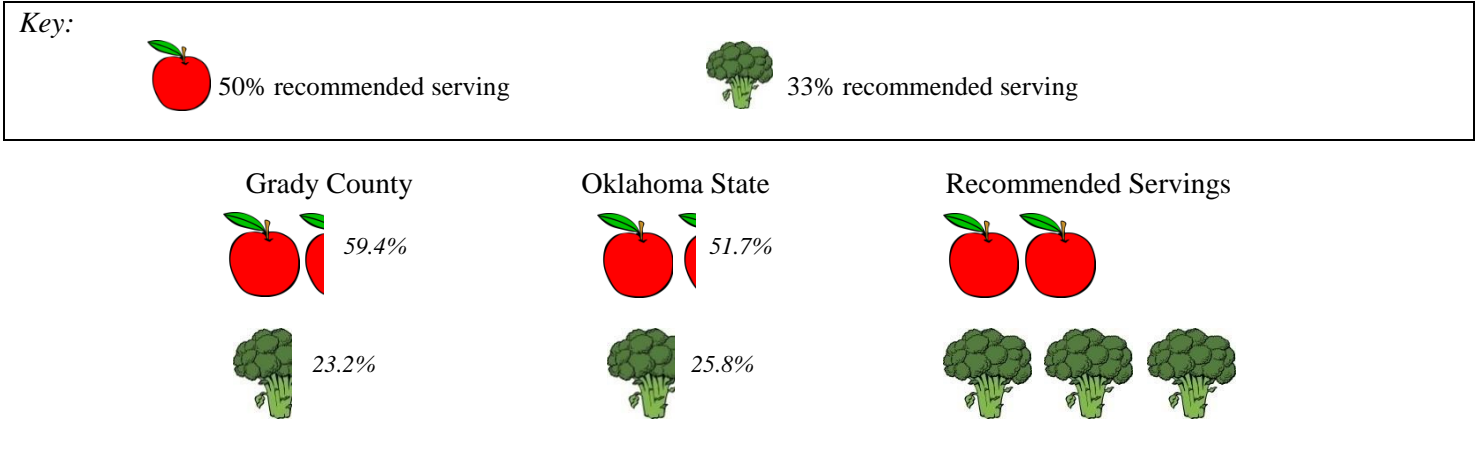 Key:
50% recommended serving 33% recommended serving
Grady County Oklahoma State Recommended Servings
59.4% 51.7%
23.2% 25.8%